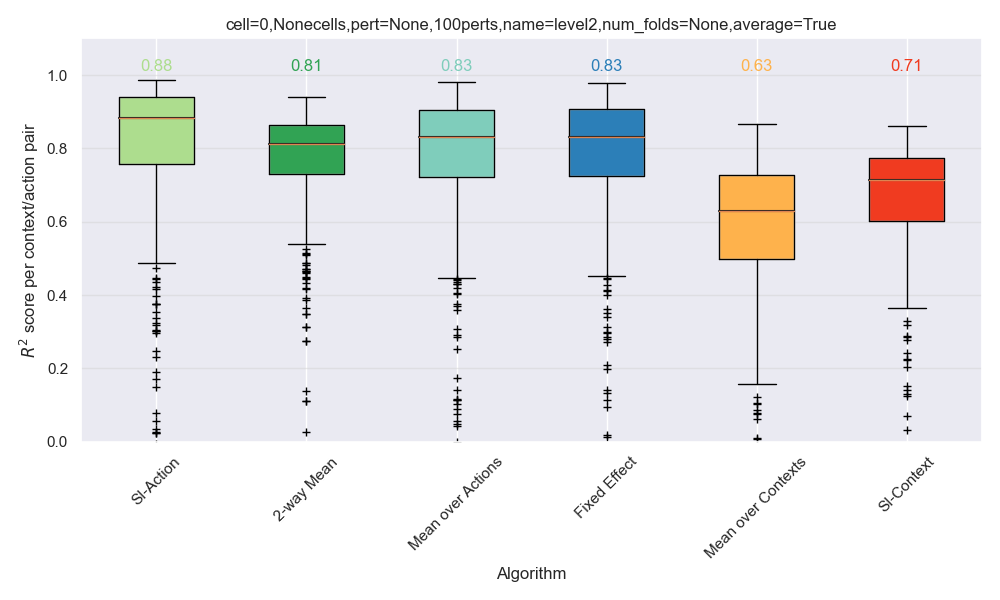 cell=0,Nonecells,pert=None,100perts,name=level2,num_folds=None,average=True
0.88 0.81 0.83 0.83 0.63 0.71
R² score per context/action pair
1.0
0.8
0.6
0.4
0.2
0.0
SI-Action
2-way Mean
Mean over Actions
Fixed Effect
Mean over Contexts
SI-Context
Algorithm